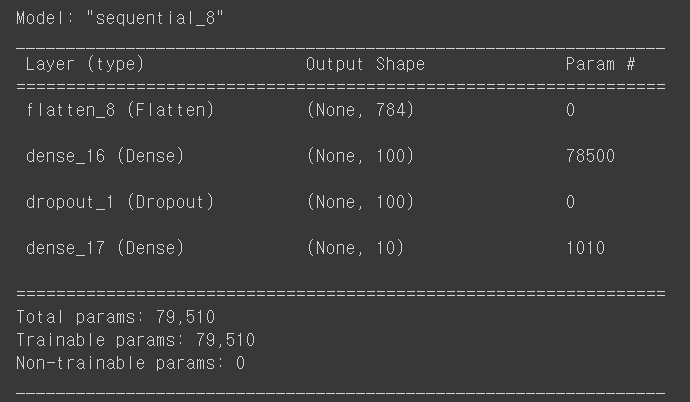 Model: "sequential_8"
_________________________________________________________________
Layer (type) Output Shape Param #
=================================================================
flatten_8 (Flatten) (None, 784) 0
dense_16 (Dense) (None, 100) 78500
dropout_1 (Dropout) (None, 100) 0
dense_17 (Dense) (None, 10) 1010
=================================================================
Total params: 79,510
Trainable params: 79,510
Non-trainable params: 0
_________________________________________________________________